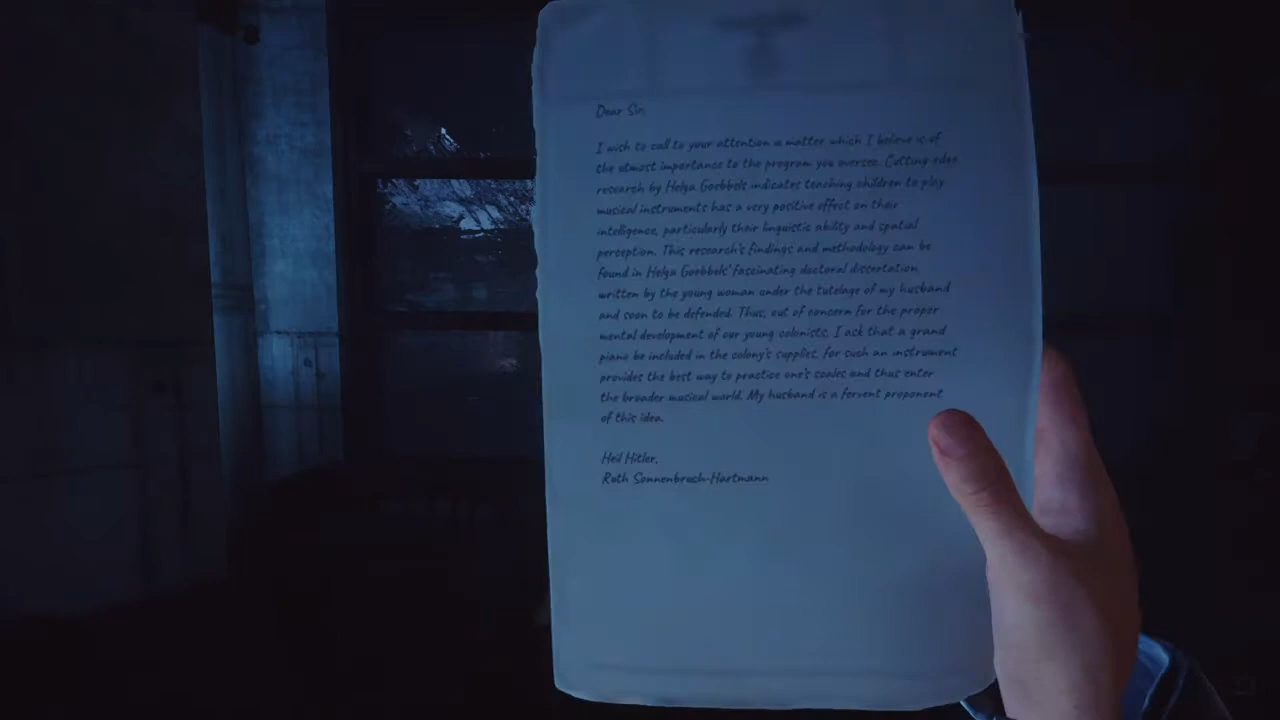 Dear Sir,
I wish to call to your attention a matter which I believe is of
the utmost importance to the program you oversee. Cutting edge
research by Helga Goebbels indicates teaching children to play
musical instruments has a very positive effect on their
intelligence, particularly their linguistic ability and spatial
perception. This research's findings and methodology can be
found in Helga Goebbels' fascinating doctoral dissertation,
written by the young woman under the tutelage of my husband
and soon to be defended. Thus, out of concern for the proper
mental development of our young colonists, I ask that a grand
piano be included in the colony's supplies, for such an instrument
provides the best way to practice one's scales and thus enter
the broader musical world. My husband is a fervent proponent
of this idea.
Heil Hitler,
Ruth Sonnenbrush-Hartmann